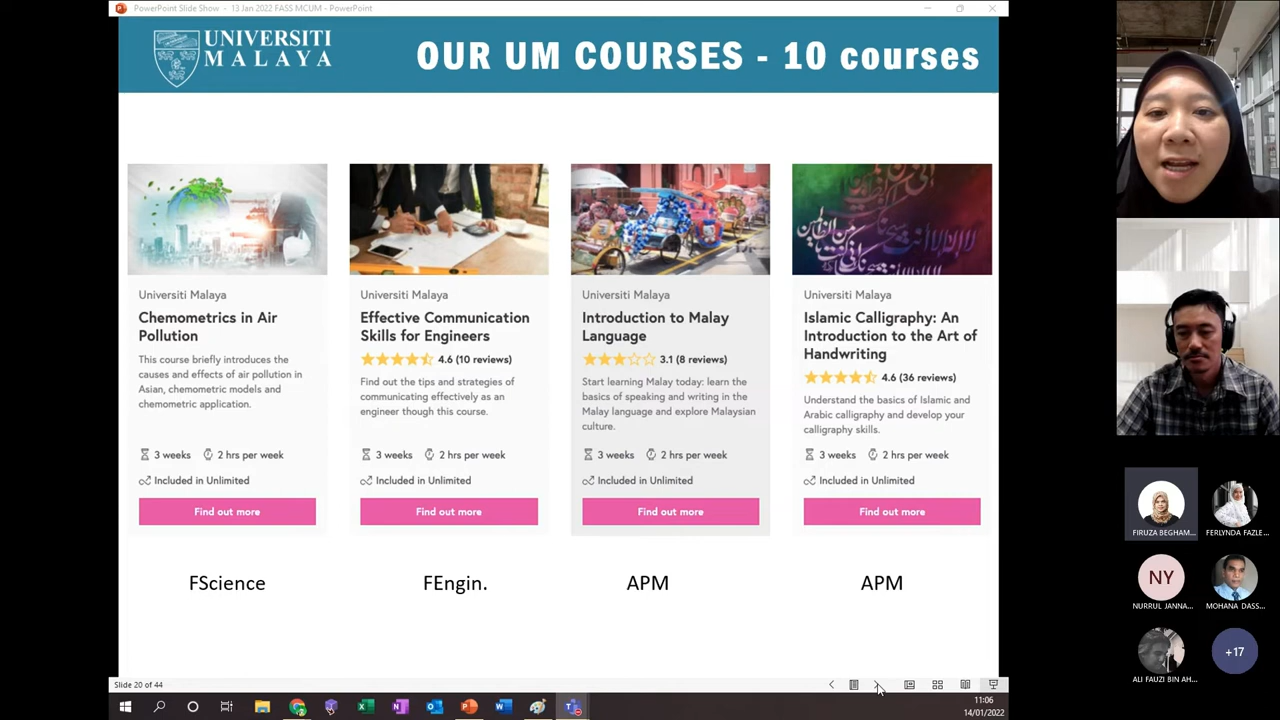 PowerPoint Slide Show - 13 Jan 2022 FASS MCUM - PowerPoint
UNIVERSITI
MALAYA
OUR UM COURSES - 10 courses
Universiti Malaya
Chemometrics in Air
Pollution
This course briefly introduces the
causes and effects of air pollution in
Asian, chemometric models and
chemometric application.
3 weeks 2 hrs per week
Included in Unlimited
Find out more
FScience
Universiti Malaya
Effective Communication
Skills for Engineers
4.6 (10 reviews)
Find out the tips and strategies of
communicating effectively as an
engineer though this course.
3 weeks 2 hrs per week
Included in Unlimited
Find out more
FEngin.
Universiti Malaya
Introduction to Malay
Language
3.1 (8 reviews)
Start learning Malay today: learn the
basics of speaking and writing in the
Malay language and explore Malaysian
culture.
3 weeks 2 hrs per week
Included in Unlimited
Find out more
APM
Universiti Malaya
Islamic Calligraphy: An
Introduction to the Art of
Handwriting
4.6 (36 reviews)
Understand the basics of Islamic and
Arabic calligraphy and develop your
calligraphy skills.
3 weeks 2 hrs per week
Included in Unlimited
Find out more
APM
FIRUZA BEGHAM...
FERLYNDA FAZLE...
NY
NURRUL JANNA...
MOHANA DASS...
ALI FAUZI BIN AH...
+17
Slide 20 of 44
11:06
14/01/2022